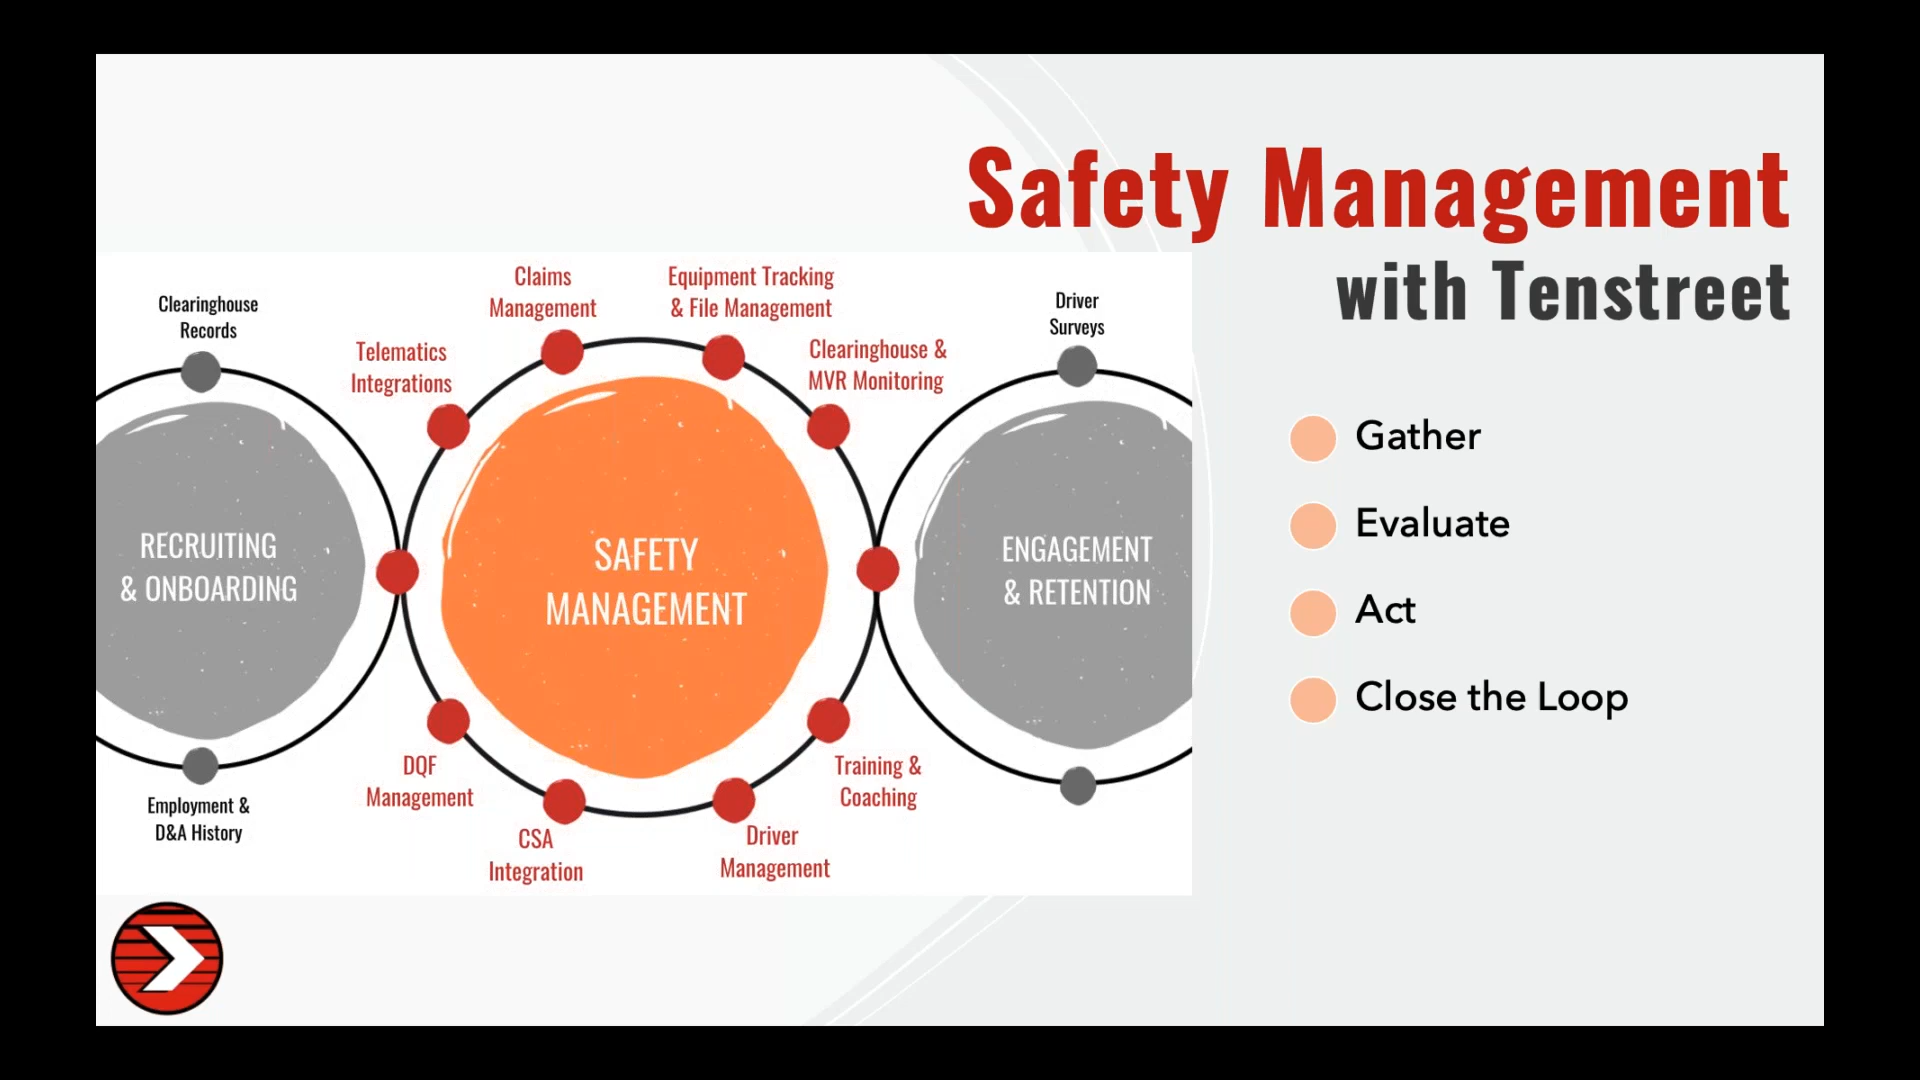 Safety Management
with Tenstreet
Clearinghouse
Records
RECRUITING
& ONBOARDING
Employment &
D&A History
Telematics
Integrations
Claims
Management
Equipment Tracking
& File Management
Clearinghouse &
MVR Monitoring
SAFETY
MANAGEMENT
DQF
Management
CSA
Integration
Driver
Management
Training &
Coaching
Driver
Surveys
ENGAGEMENT
& RETENTION
Gather
Evaluate
Act
Close the Loop